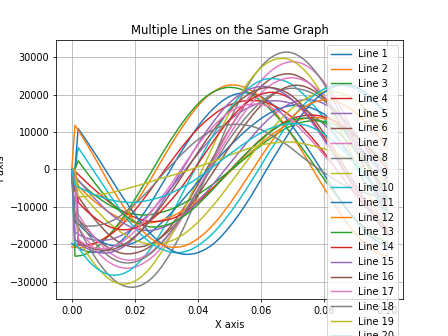 Multiple Lines on the Same Graph
30000
20000
10000
0
−10000
−20000
−30000
0.00
0.02
0.04
0.06
X axis
Line 1
Line 2
Line 3
Line 4
Line 5
Line 6
Line 7
Line 8
Line 9
Line 10
Line 11
Line 12
Line 13
Line 14
Line 15
Line 16
Line 17
Line 18
Line 19
Line 20